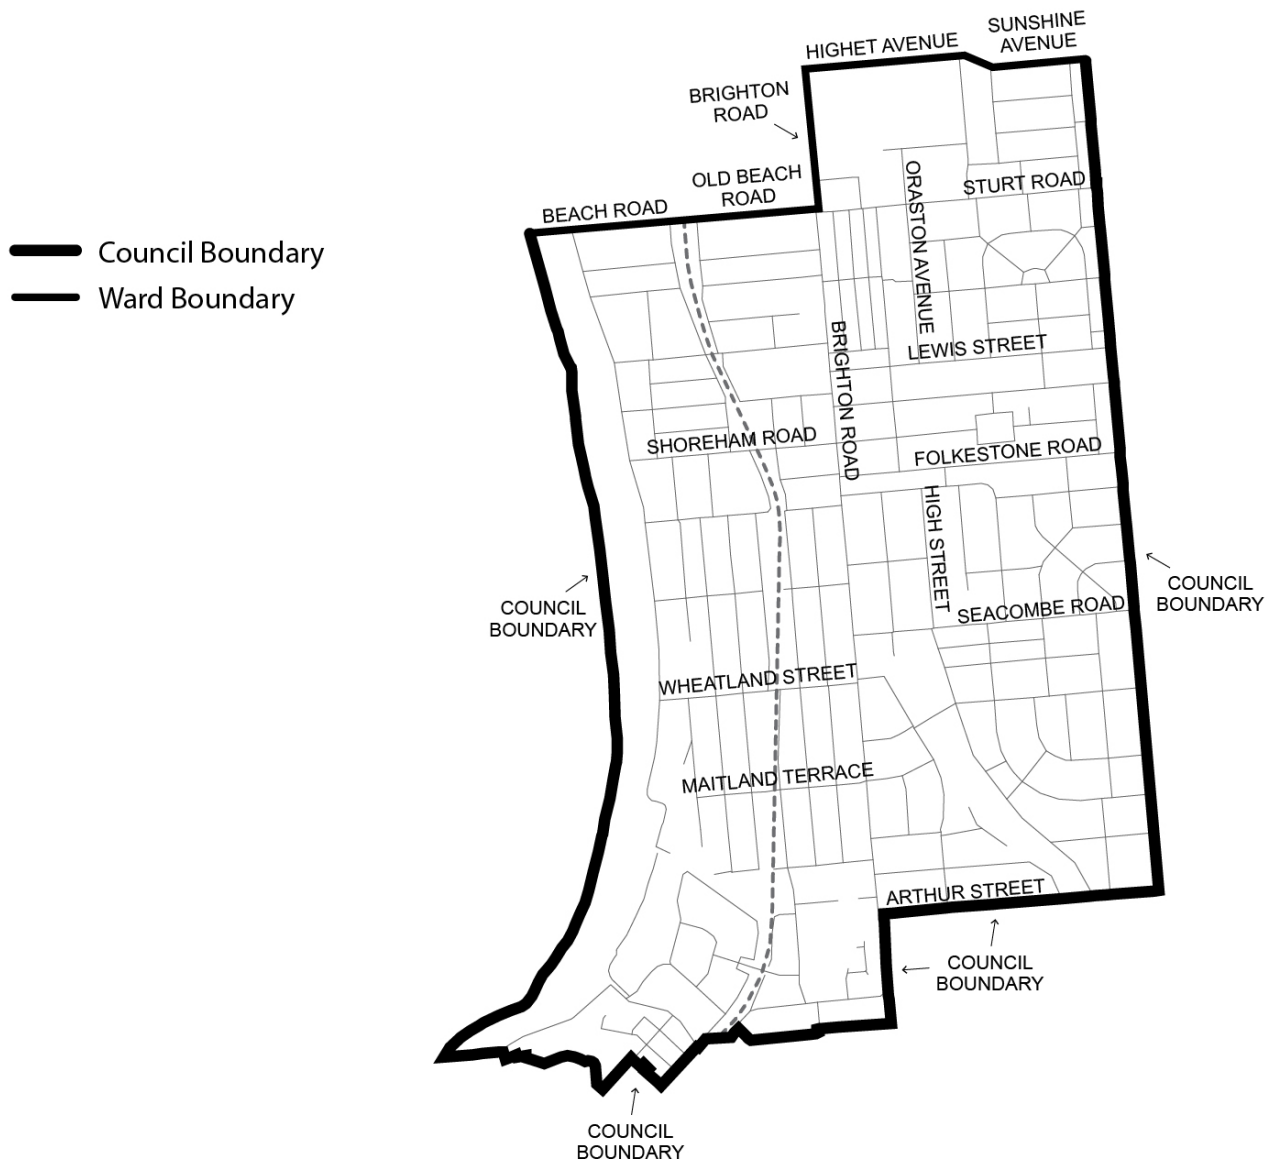 SUNSHINE
AVENUE
HIGHET AVENUE
BRIGHTON
ROAD
OLD BEACH
ROAD
BEACH ROAD
ORASTON AVENUE
STURT ROAD
Council Boundary
Ward Boundary
BRIGHTON ROAD
LEWIS STREET
SHOREHAM ROAD
FOLKESTONE ROAD
HIGH STREET
COUNCIL
BOUNDARY
COUNCIL
BOUNDARY
SEACOMBE ROAD
WHEATLAND STREET
MAITLAND TERRACE
ARTHUR STREET
COUNCIL
BOUNDARY
COUNCIL
BOUNDARY